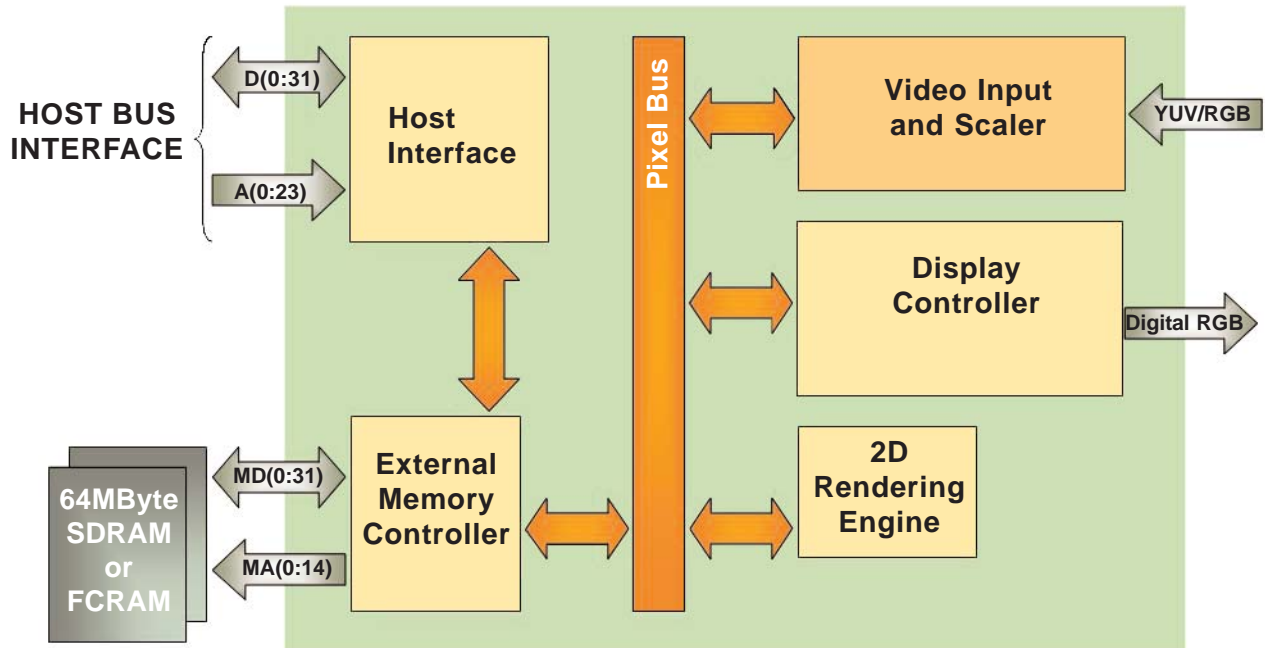 HOST BUS
INTERFACE
D(0:31)
A(0:23)
Host
Interface
Pixel Bus
Video Input
and Scaler
YUV/RGB
Display
Controller
Digital RGB
64MByte
SDRAM
or
FCRAM
MD(0:31)
MA(0:14)
External
Memory
Controller
2D
Rendering
Engine